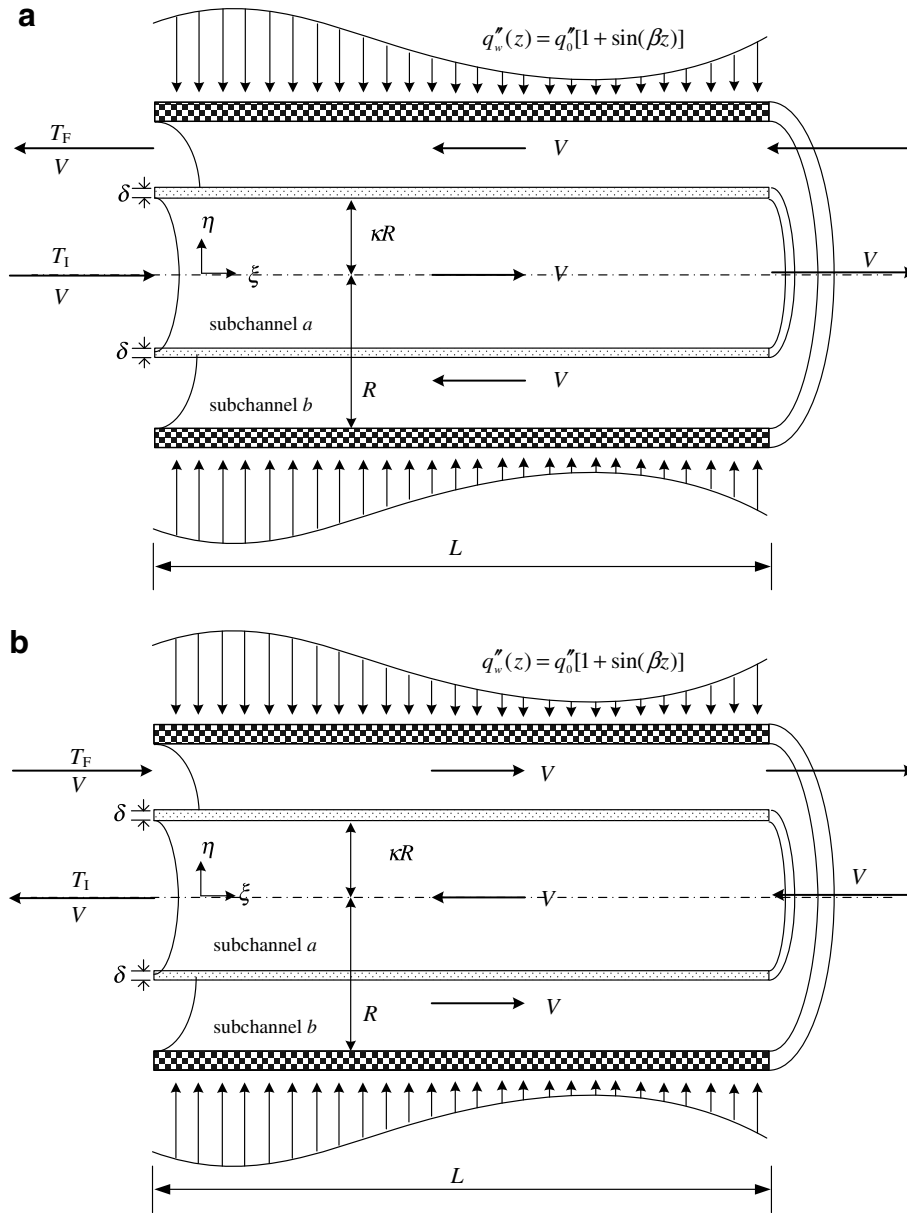 a
q″w(z) = q″0[1 + sin(βz)]
TF
V
V
δ
η
κR
TI
V
ξ
V
V
subchannel a
δ
V
R
subchannel b
L
b
q″w(z) = q″0[1 + sin(βz)]
TF
V
V
δ
η
κR
TI
V
ξ
V
V
subchannel a
δ
V
R
subchannel b
L